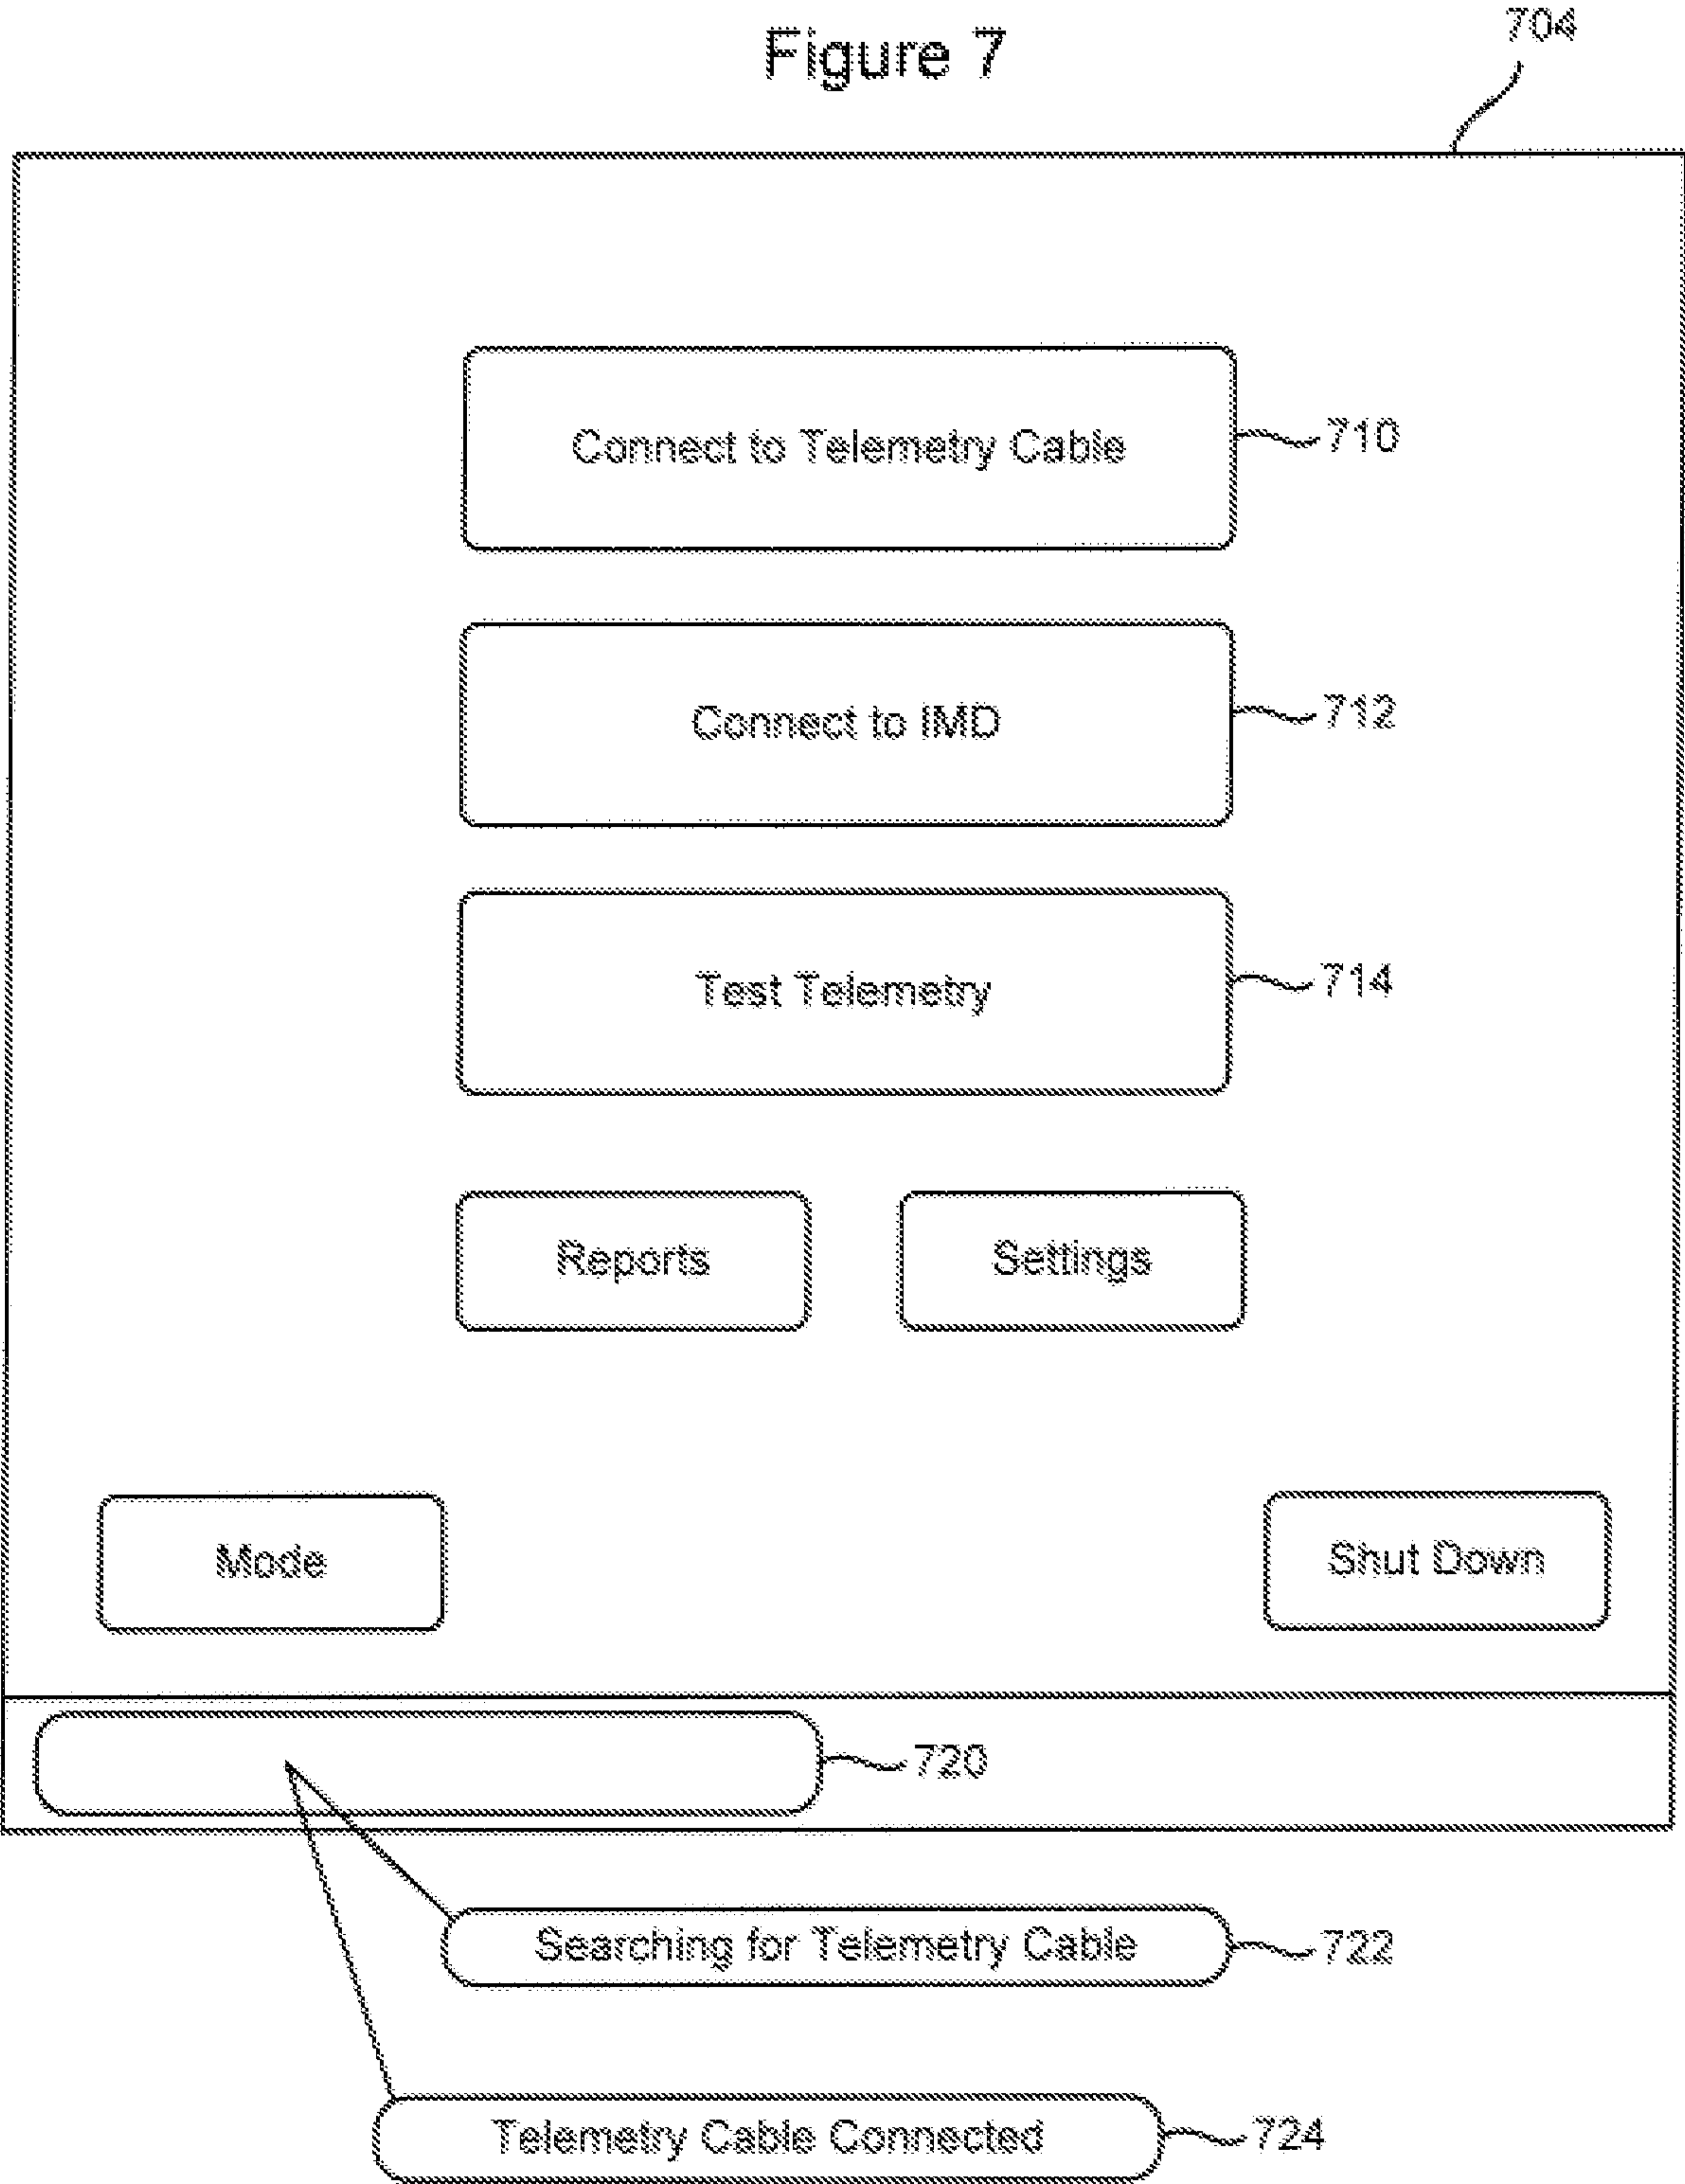 Figure 7
704
Connect to Telemetry Cable
710
Connect to IMD
712
Test Telemetry
714
Reports
Settings
Mode
Shut Down
720
Searching for Telemetry Cable
722
Telemetry Cable Connected
724